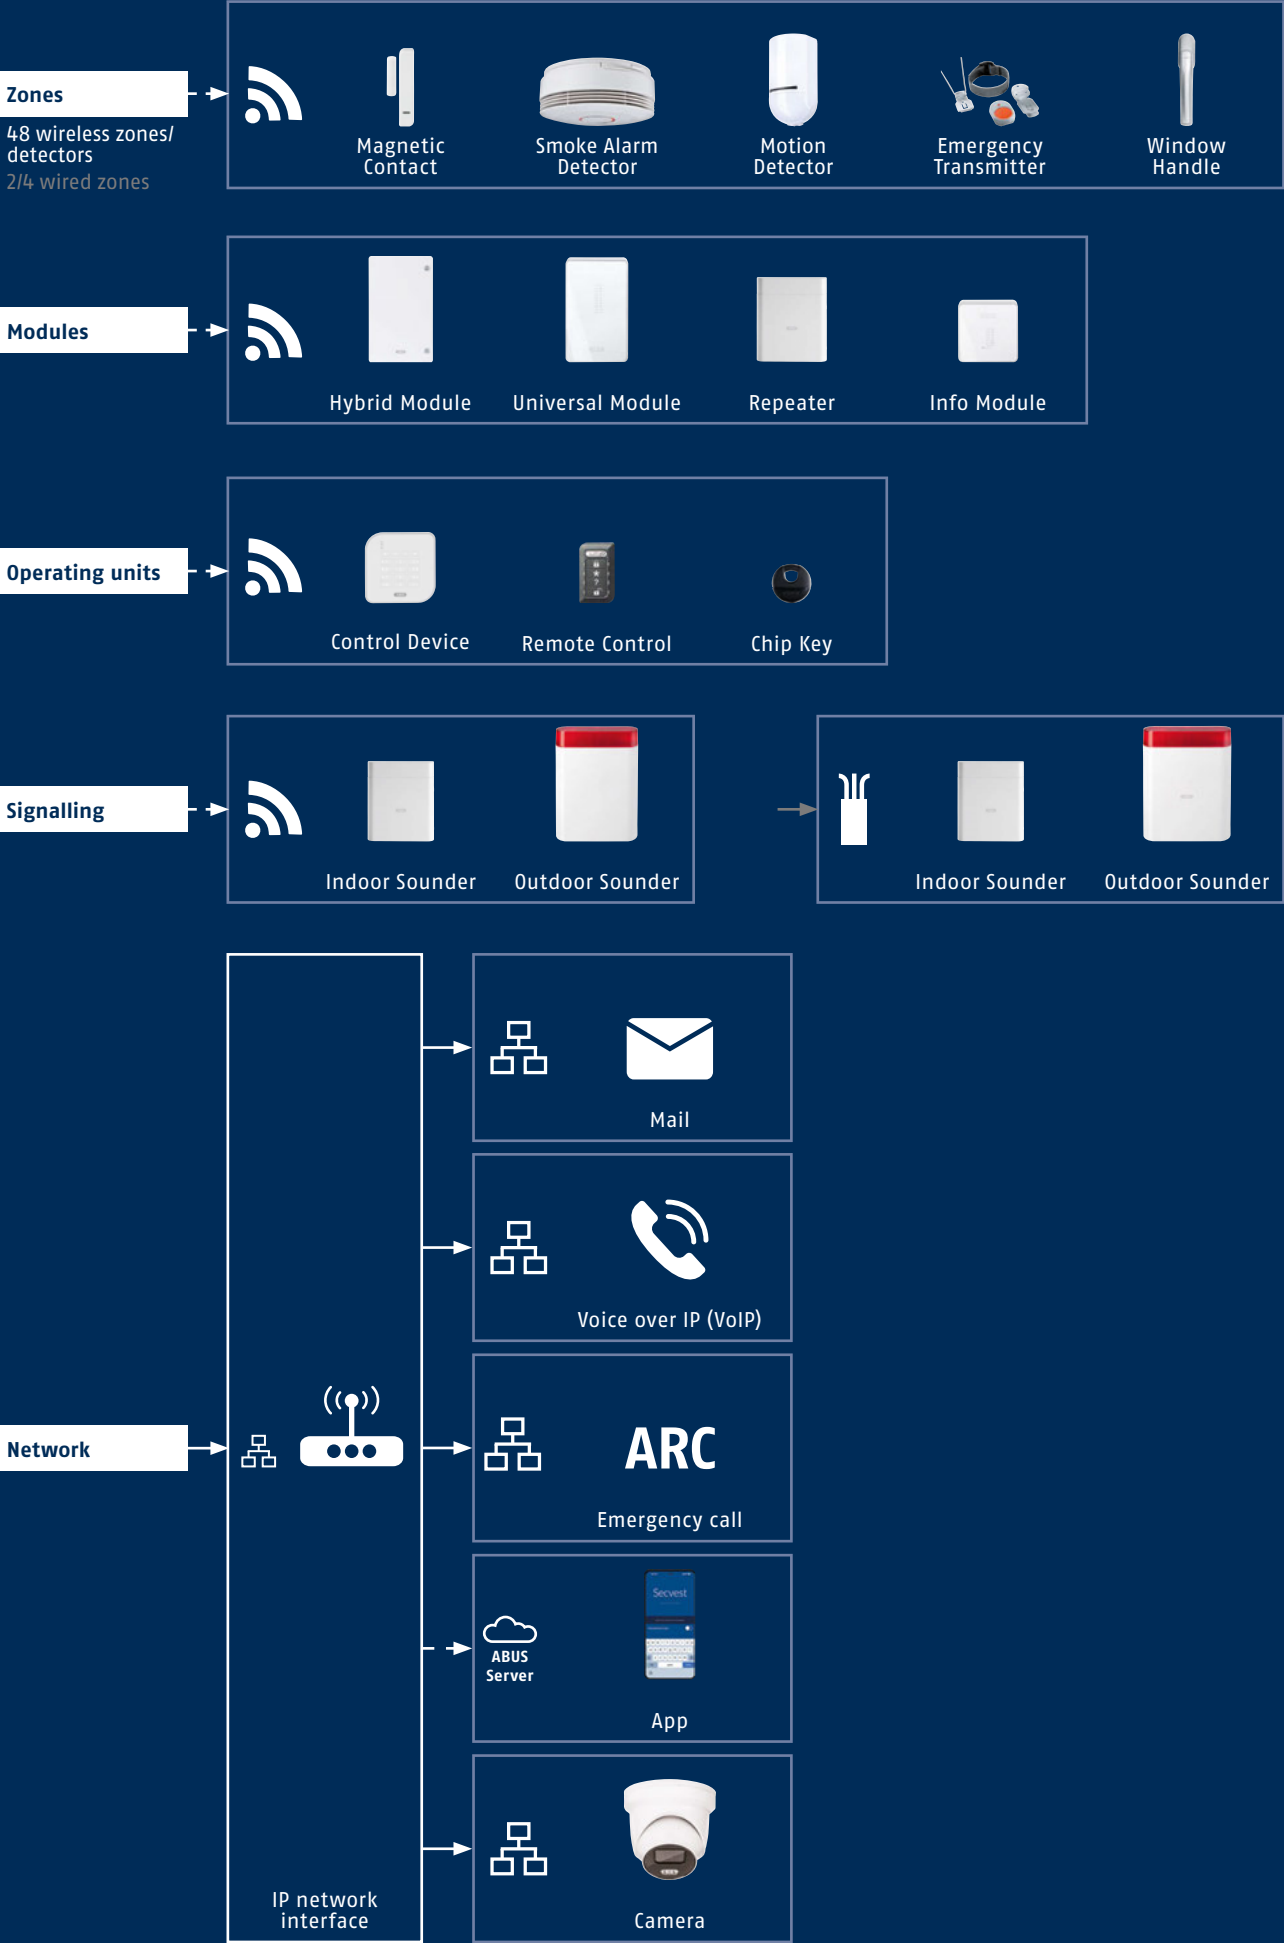 Zones
48 wireless zones/
detectors
2/4 wired zones
Magnetic
Contact
Smoke Alarm
Detector
Motion
Detector
Emergency
Transmitter
Window
Handle
Modules
Hybrid Module
Universal Module
Repeater
Info Module
Operating units
Control Device
Remote Control
Chip Key
Signalling
Indoor Sounder
Outdoor Sounder
Indoor Sounder
Outdoor Sounder
Network
IP network
interface
Mail
Voice over IP (VoIP)
ARC
Emergency call
ABUS
Server
Secvest
App
Camera